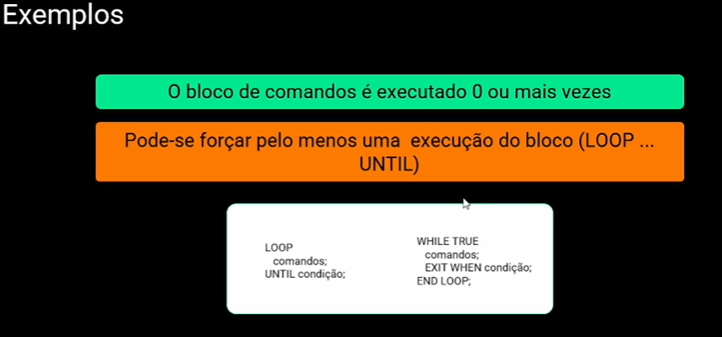 Exemplos
O bloco de comandos é executado 0 ou mais vezes
Pode-se forçar pelo menos uma execução do bloco (LOOP ...
UNTIL)
LOOP
comandos;
UNTIL condição;
WHILE TRUE
comandos;
EXIT WHEN condição;
END LOOP;